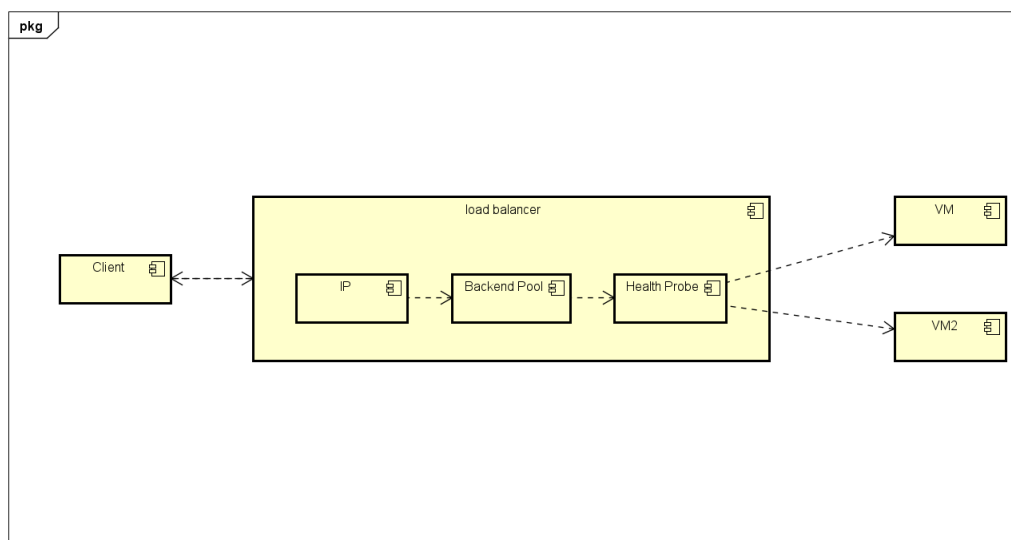 pkg
load balancer
VM
Client
IP
Backend Pool
Health Probe
VM2